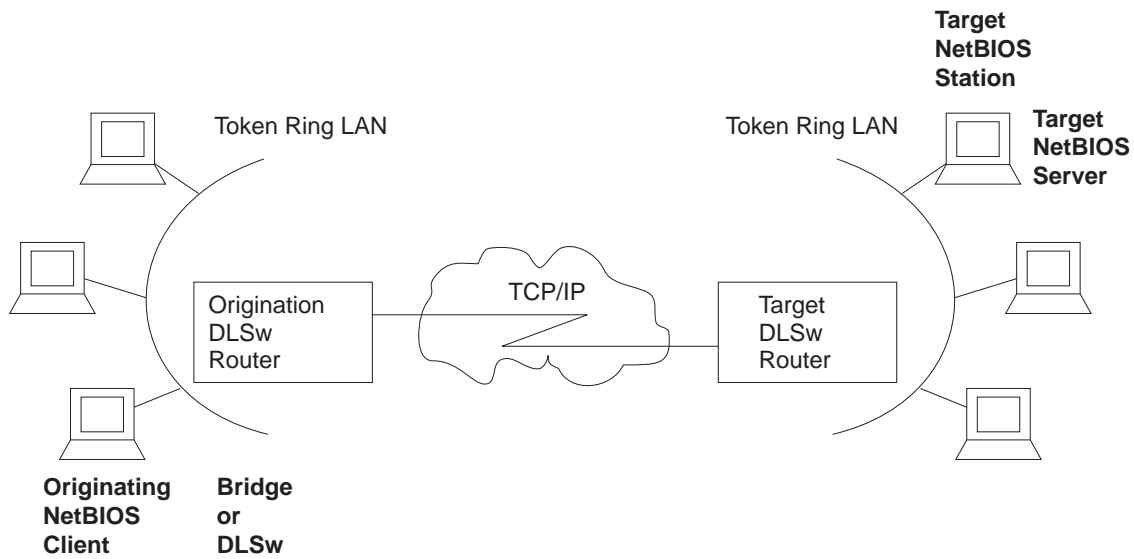 Target
NetBIOS
Station
Token Ring LAN
Token Ring LAN
Target
NetBIOS
Server
Origination
DLSw
Router
TCP/IP
Target
DLSw
Router
Originating
NetBIOS
Client
Bridge
or
DLSw